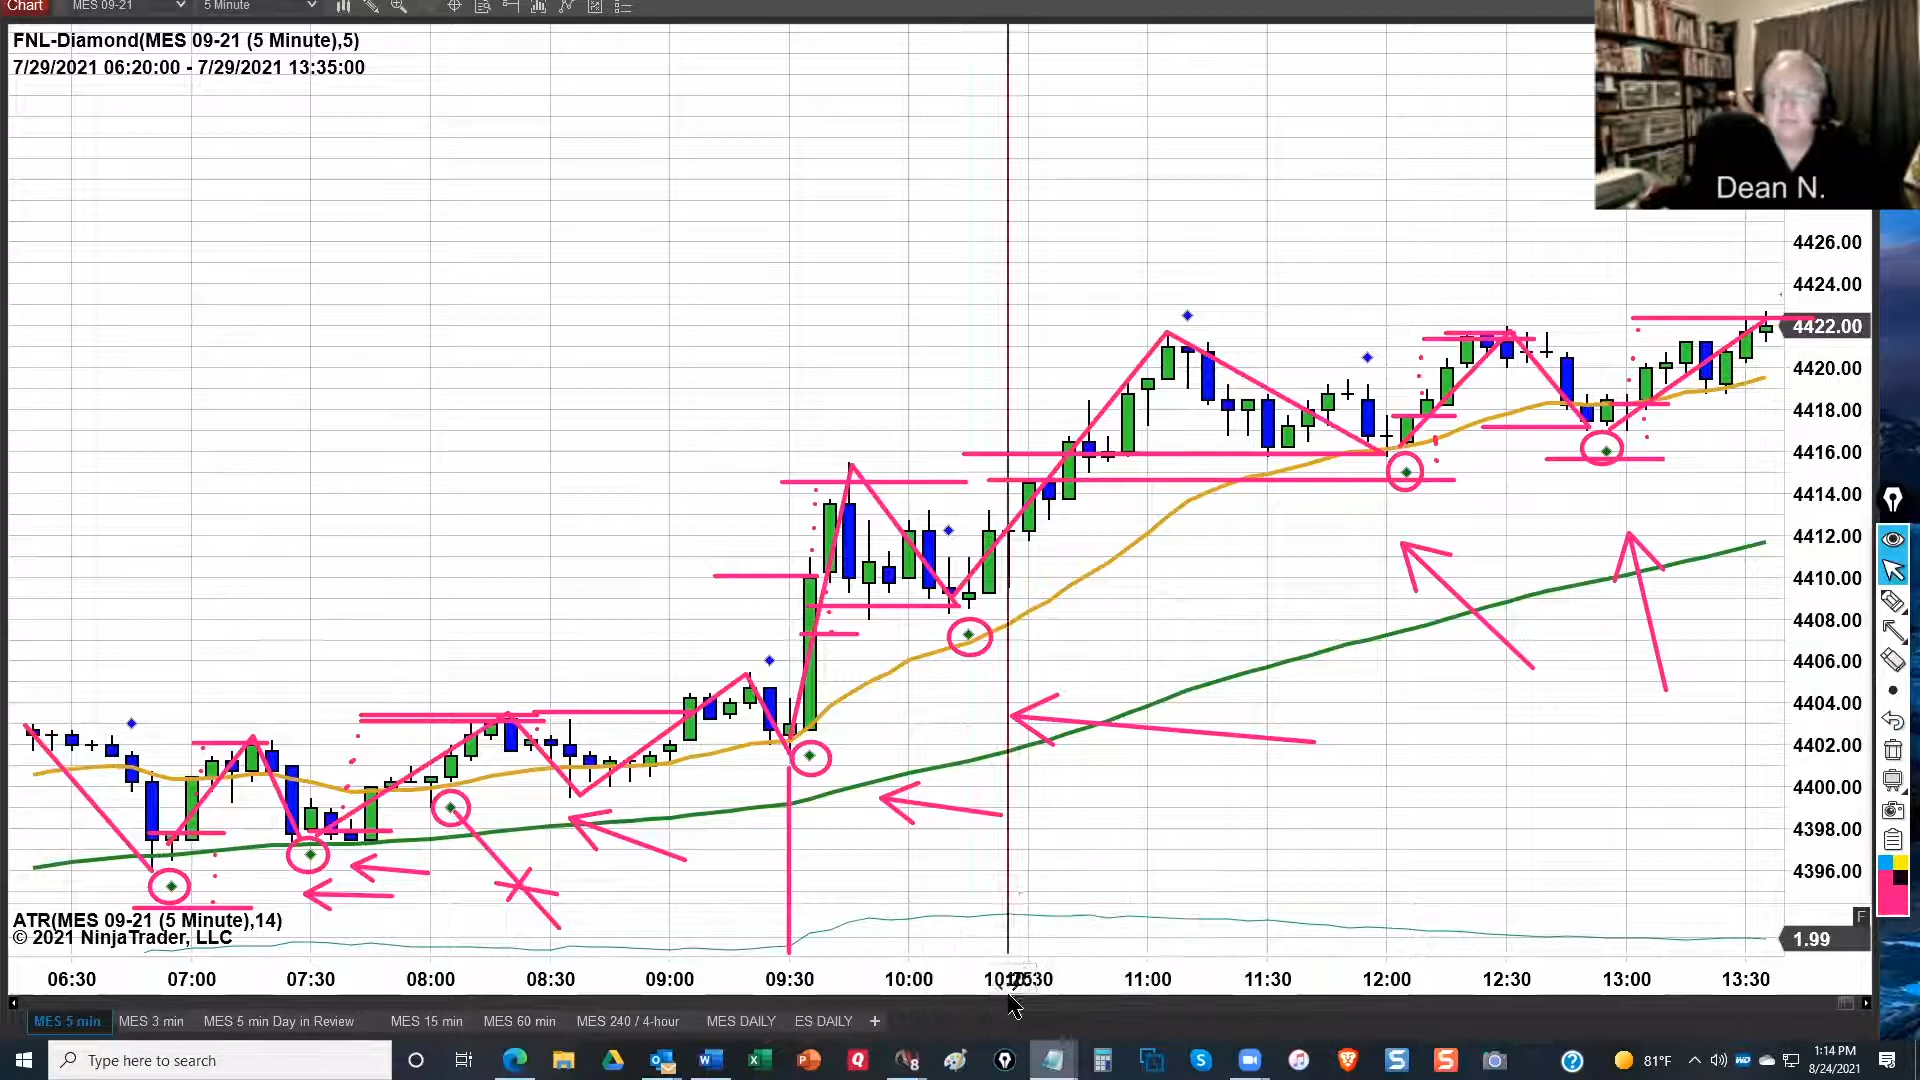 Chart MES 09-21 5 Minute
FNL-Diamond(MES 09-21 (5 Minute),5)
7/29/2021 06:20:00 - 7/29/2021 13:35:00
Dean N.
4426.00
4424.00
4422.00
4420.00
4418.00
4416.00
4414.00
4412.00
4410.00
4408.00
4406.00
4404.00
4402.00
4400.00
4398.00
4396.00
ATR(MES 09-21 (5 Minute),14)
© 2021 NinjaTrader, LLC
F
1.99
06:30 07:00 07:30 08:00 08:30 09:00 09:30 10:00 11:00 11:30 12:00 12:30 13:00 13:30
MES 5 min MES 3 min MES 5 min Day in Review MES 15 min MES 60 min MES 240 / 4-hour MES DAILY ES DAILY +
Type here to search
81°F
1:14 PM
8/24/2021